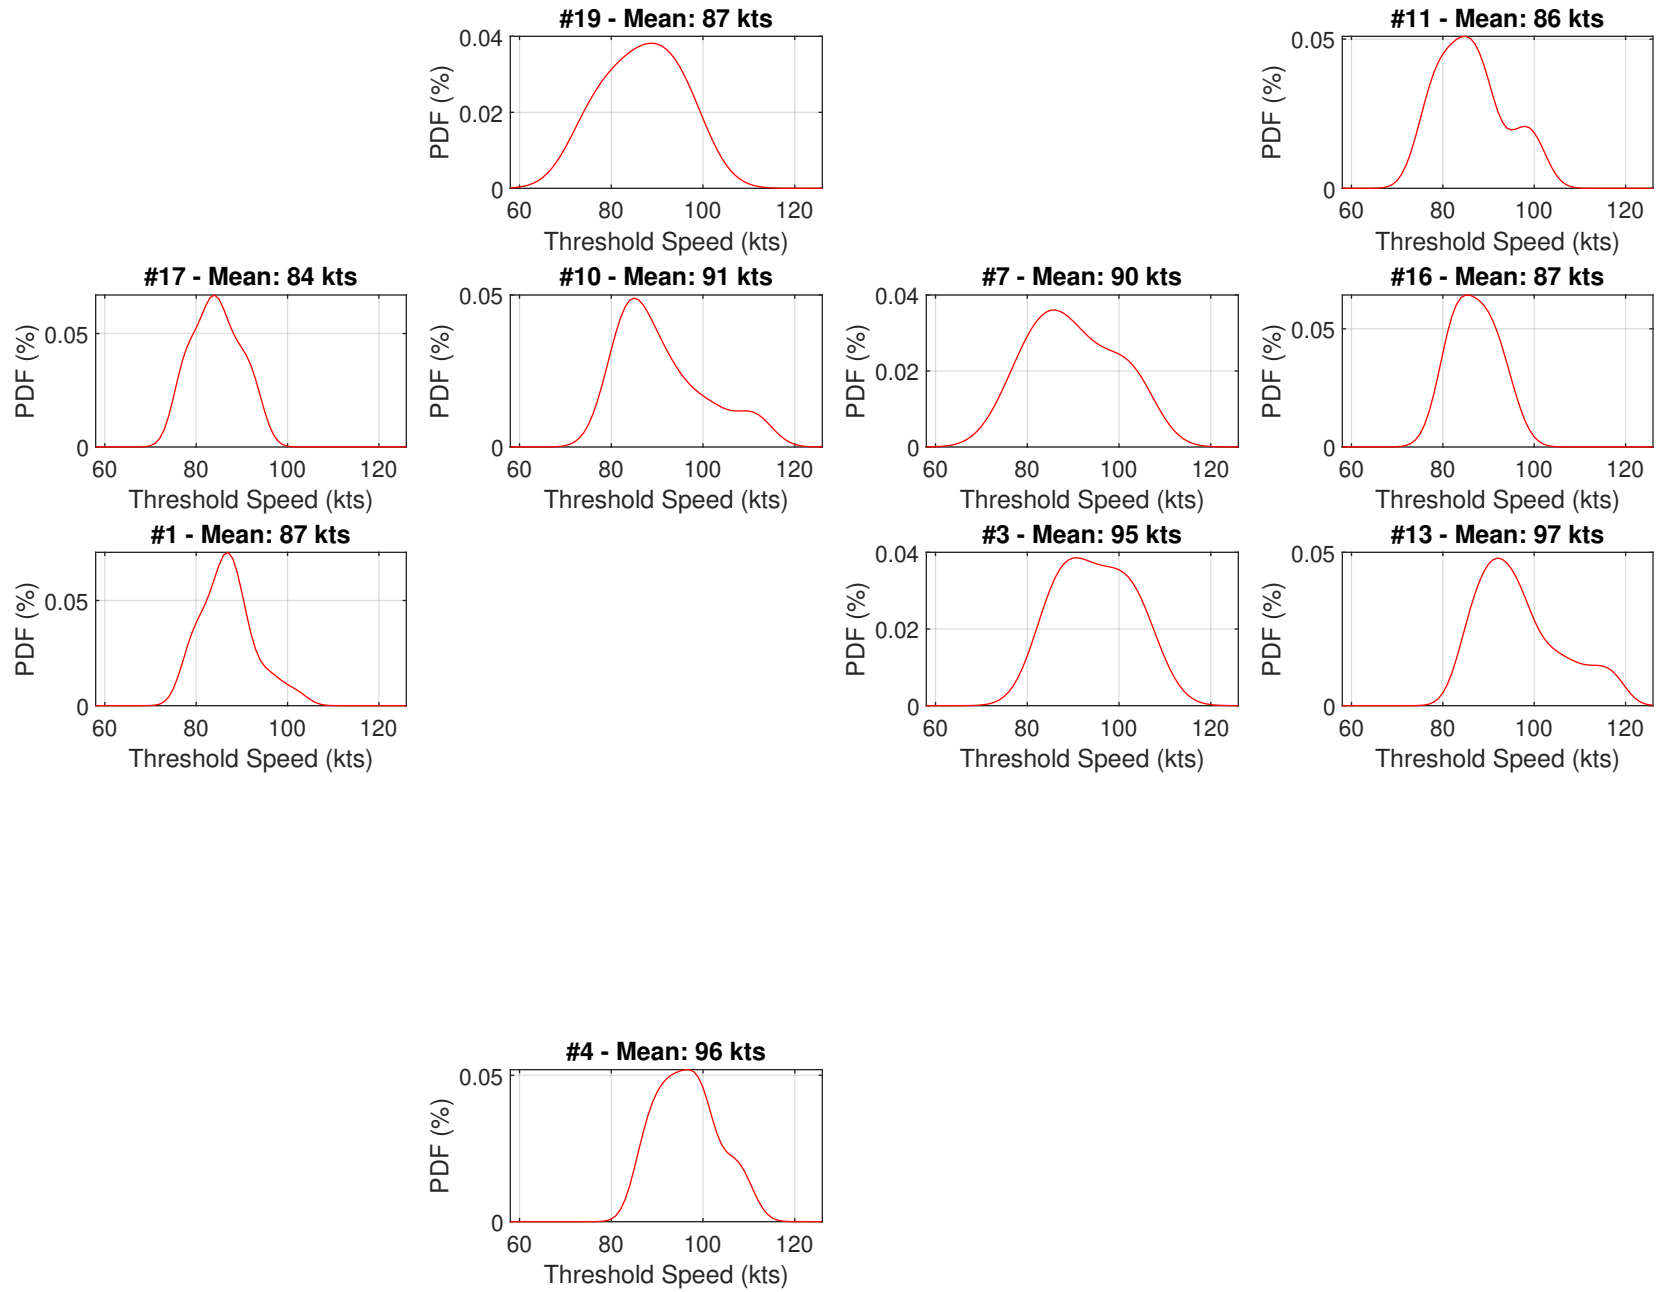 #19 - Mean: 87 kts
PDF (%)
0.04
0.02
0
60 80 100 120
Threshold Speed (kts)
#11 - Mean: 86 kts
PDF (%)
0.05
0
60 80 100 120
Threshold Speed (kts)
#17 - Mean: 84 kts
PDF (%)
0.05
0
60 80 100 120
Threshold Speed (kts)
#10 - Mean: 91 kts
PDF (%)
0.05
0
60 80 100 120
Threshold Speed (kts)
#7 - Mean: 90 kts
PDF (%)
0.04
0.02
0
60 80 100 120
Threshold Speed (kts)
#16 - Mean: 87 kts
PDF (%)
0.05
0
60 80 100 120
Threshold Speed (kts)
#1 - Mean: 87 kts
PDF (%)
0.05
0
60 80 100 120
Threshold Speed (kts)
#3 - Mean: 95 kts
PDF (%)
0.04
0.02
0
60 80 100 120
Threshold Speed (kts)
#13 - Mean: 97 kts
PDF (%)
0.05
0
60 80 100 120
Threshold Speed (kts)
#4 - Mean: 96 kts
PDF (%)
0.05
0
60 80 100 120
Threshold Speed (kts)